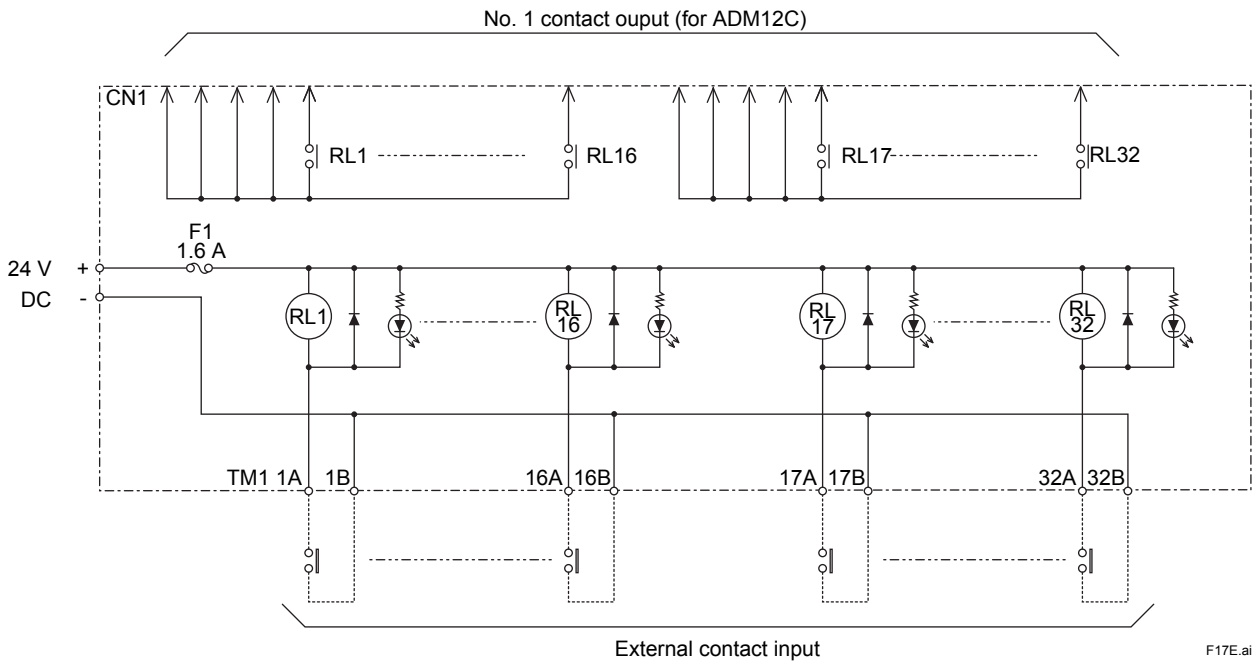 No. 1 contact ouput (for ADM12C)
CN1
RL1
RL16
RL17
RL32
F1
1.6 A
24 V +
DC -
RL1
RL
16
RL
17
RL
32
TM1 1A 1B
16A 16B
17A 17B
32A 32B
External contact input
F17E.ai